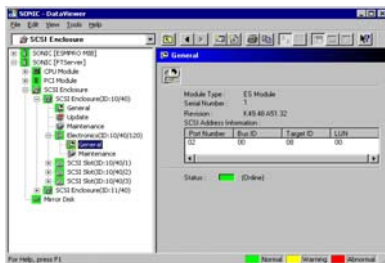 SONIC - DataViewer
File Edit View Tools Help
SCSI Enclosure
SONIC [ESMPRO MIB]
SONIC [FTServer]
CPU Module
PCI Module
SCSI Enclosure
SCSI Enclosure(ID:10/40)
General
Update
Maintenance
Electronics(ID:10/40/120)
General
Maintenance
SCSI Slot(ID:10/40/1)
SCSI Slot(ID:10/40/2)
SCSI Slot(ID:10/40/3)
SCSI Enclosure(ID:11/40)
Mirror Disk
General
Module Type : ES Module
Serial Number : 1
Revision :
SCSI Address Information :
Port Number Bus ID Target ID LUN
02 00 08 00
Status : (Online)
For Help, press F1
Normal Warning Abnormal